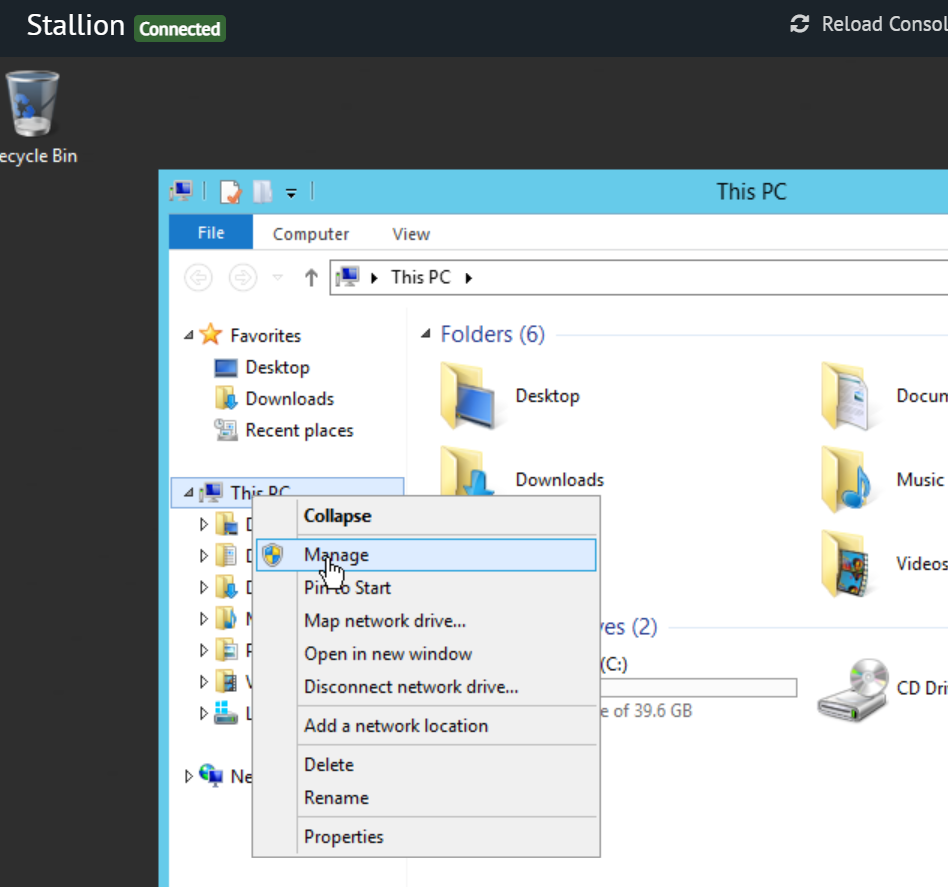 Stallion Connected
Reload Consol
ecycle Bin
This PC
File Computer View
This PC
Favorites
Desktop
Downloads
Recent places
This PC
Folders (6)
Desktop
Docum
Downloads
Music
Videos
Collapse
Manage
Pin to Start
Map network drive...
Open in new window
Disconnect network drive...
Add a network location
Delete
Rename
Properties
ves (2)
(C:)
e of 39.6 GB
CD Dri
Ne